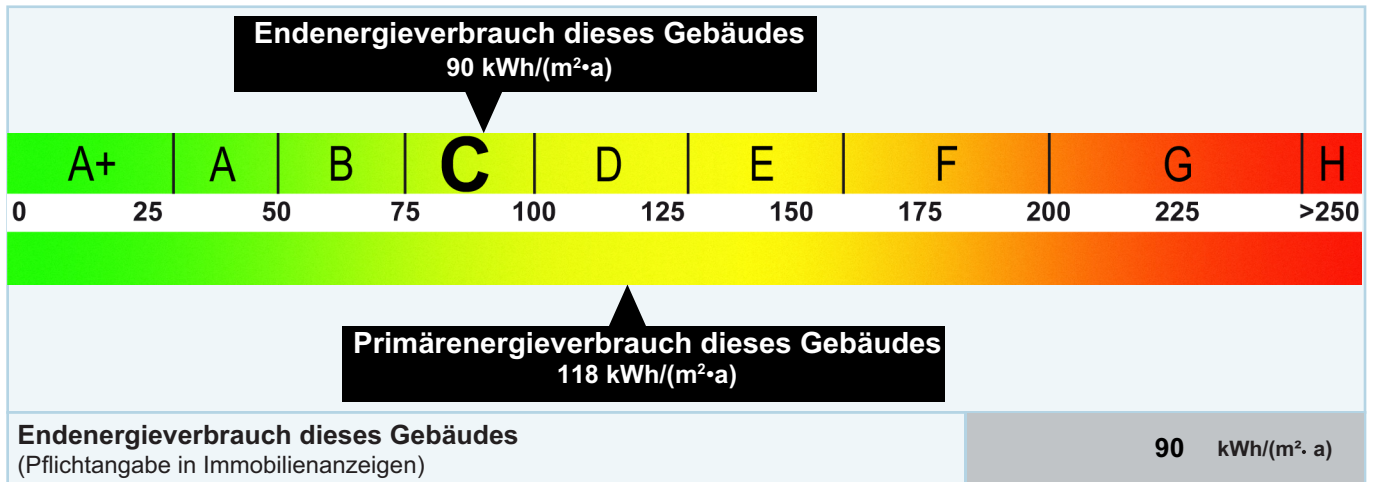 Endenergieverbrauch dieses Gebäudes
90 kWh/(m²•a)
A+ A B C D E F G H
0 25 50 75 100 125 150 175 200 225 >250
Primärenergieverbrauch dieses Gebäudes
118 kWh/(m²•a)
Endenergieverbrauch dieses Gebäudes
90 kWh/(m²· a)
(Pflichtangabe in Immobilienanzeigen)